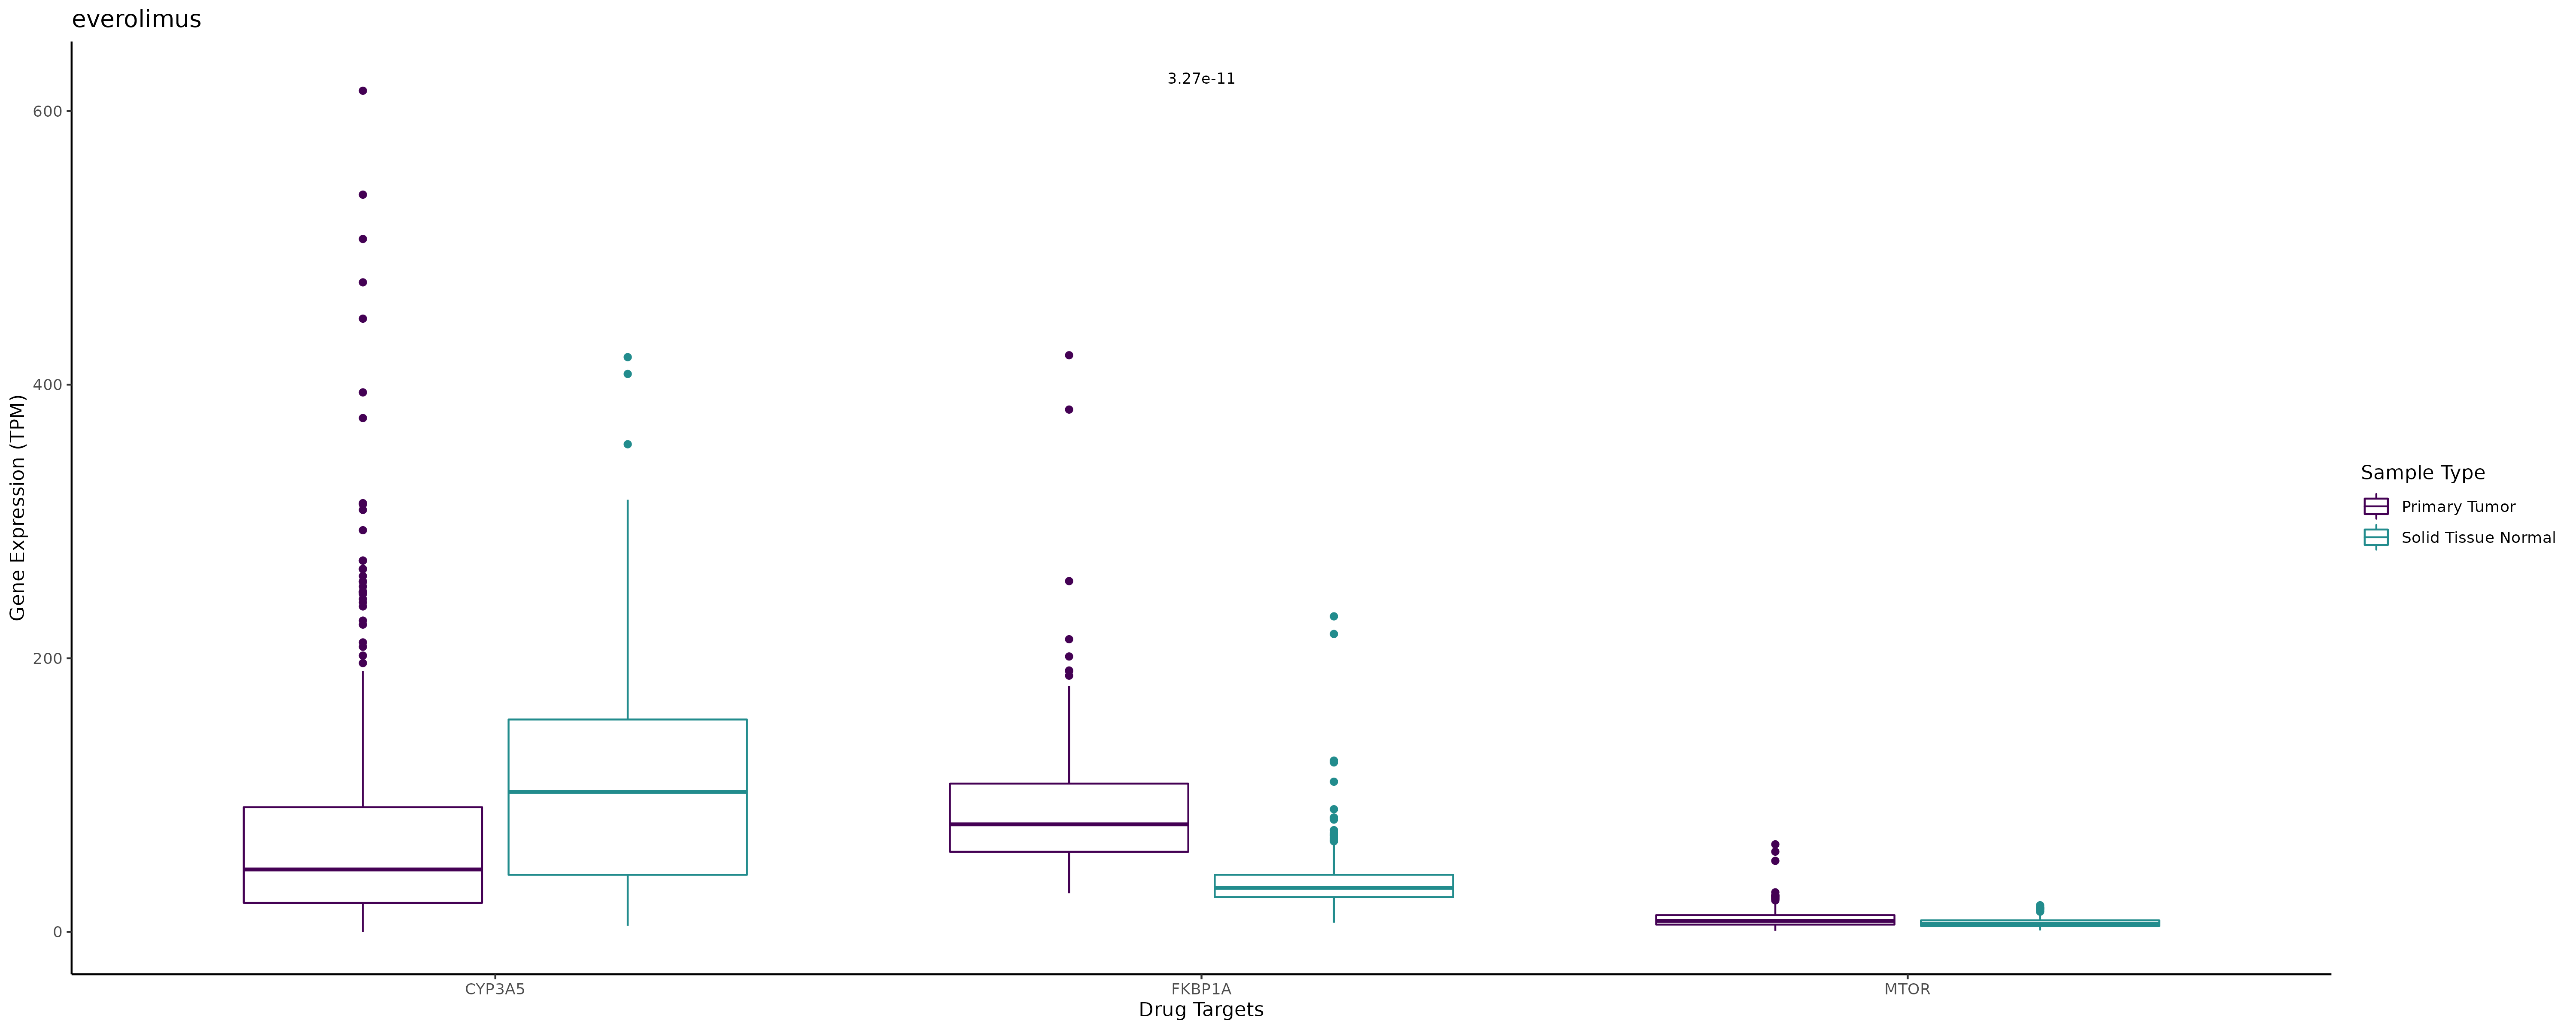 everolimus
3.27e-11
600
400
200
0
Gene Expression (TPM)
CYP3A5
FKBP1A
MTOR
Drug Targets
Sample Type
Primary Tumor
Solid Tissue Normal